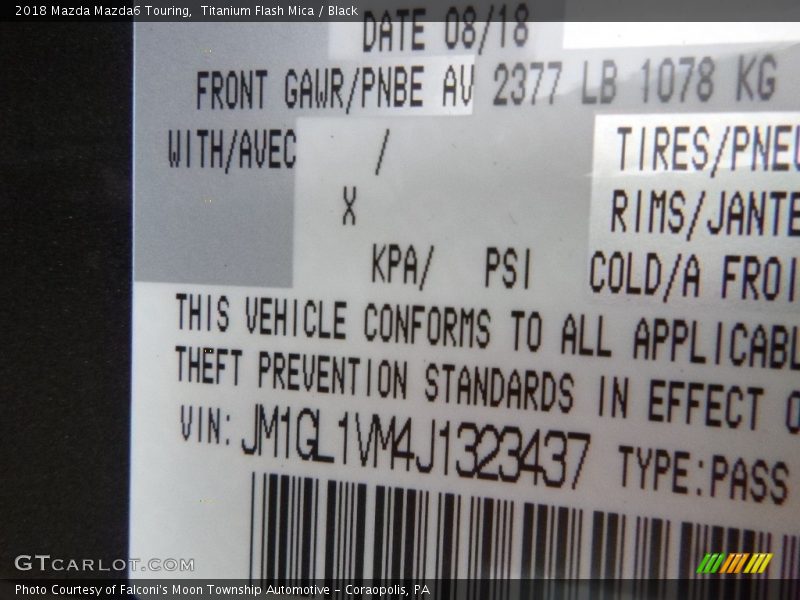 2018 Mazda Mazda6 Touring,  Titanium Flash Mica / Black
DATE 08/18
FRONT GAWR/PNBE AV 2377 LB 1078 KG
WITH/AVEC / TIRES/PNEU
X RIMS/JANTE
KPA/ PSI COLD/A FROI
THIS VEHICLE CONFORMS TO ALL APPLICABL
THEFT PREVENTION STANDARDS IN EFFECT O
VIN: JM1GL1VM4J1323437 TYPE:PASS
GTCARLOT.COM
Photo Courtesy of Falconi's Moon Township Automotive – Coraopolis, PA